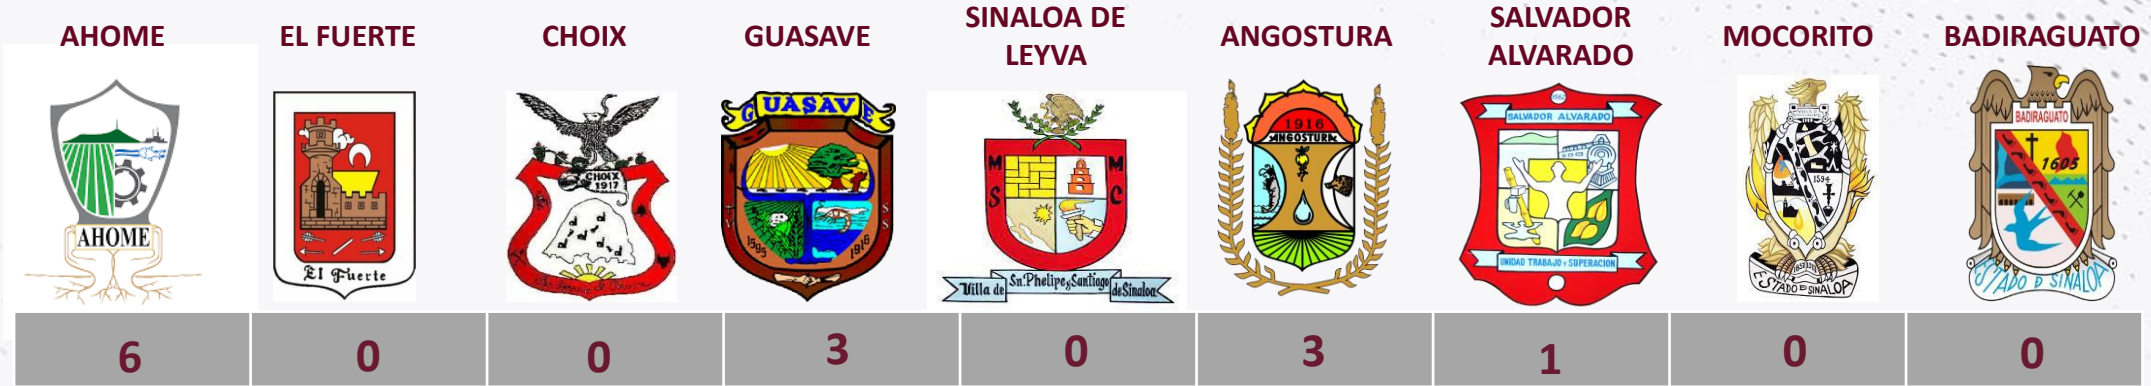 AHOME
EL FUERTE
CHOIX
GUASAVE
SINALOA DE
LEYVA
ANGOSTURA
SALVADOR
ALVARADO
MOCORITO
BADIRAGUATO
AHOME
El Fuerte
CHOIX
1917
GUASAVE
1595
1916
M M
S C
Villa de Sn. Phelipe y Santiago de Sinaloa
1916
ANGOSTURA
1962
SALVADOR ALVARADO
UNIDAD TRABAJO Y SUPERACION
1594
ESTADO D SINALOA
BADIRAGUATO
1605
ESTADO D SINALOA
6
0
0
3
0
3
1
0
0